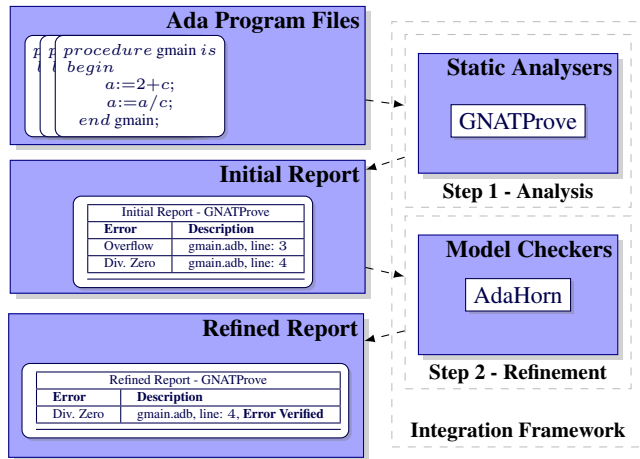 Ada Program Files
p
p
procedure gmain is
begin
a:=2+c;
a:=a/c;
end gmain;
Static Analysers
GNATProve
Step 1 - Analysis
Initial Report
Initial Report - GNATProve
Error Description
Overflow gmain.adb, line: 3
Div. Zero gmain.adb, line: 4
Model Checkers
AdaHorn
Step 2 - Refinement
Refined Report
Refined Report - GNATProve
Error Description
Div. Zero gmain.adb, line: 4, Error Verified
Integration Framework